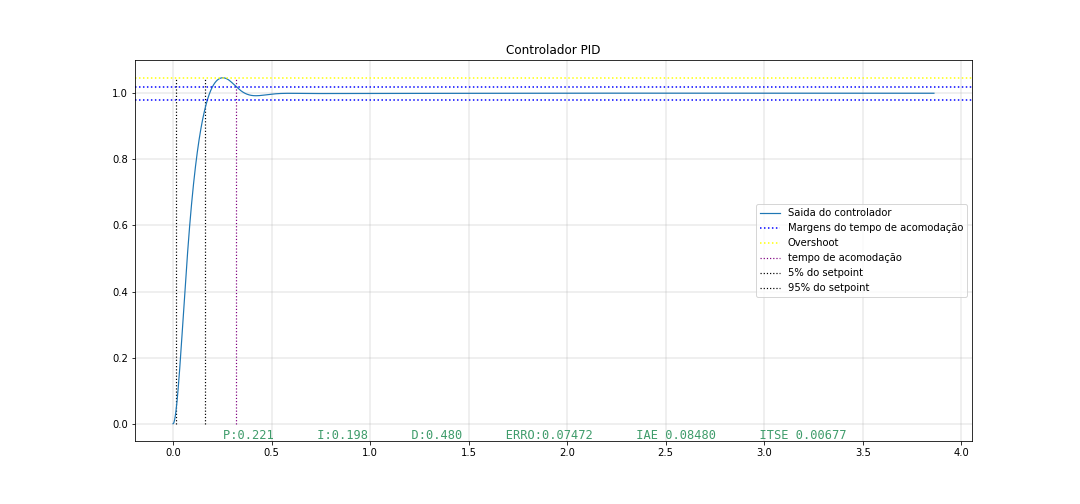 Controlador PID
1.0
0.8
0.6
0.4
0.2
0.0
Saida do controlador
Margens do tempo de acomodação
Overshoot
tempo de acomodação
5% do setpoint
95% do setpoint
P:0.221 I:0.198 D:0.480 ERRO:0.07472 IAE 0.08480 ITSE 0.00677
0.0 0.5 1.0 1.5 2.0 2.5 3.0 3.5 4.0